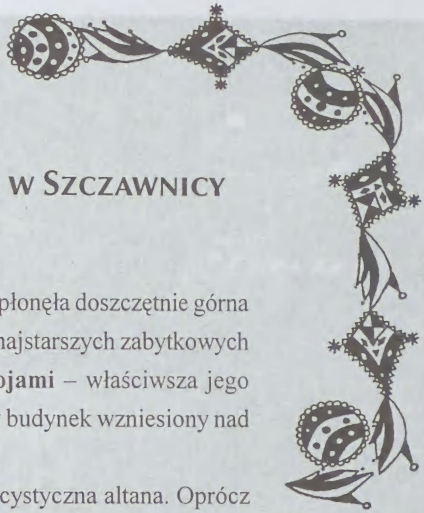 W SZCZAWNICY
płonęła doszczętnie górna
najstarszych zabytkowych
ojami – właściwsza jego
budynek wzniesiony nad
cystyczna altana. Oprócz